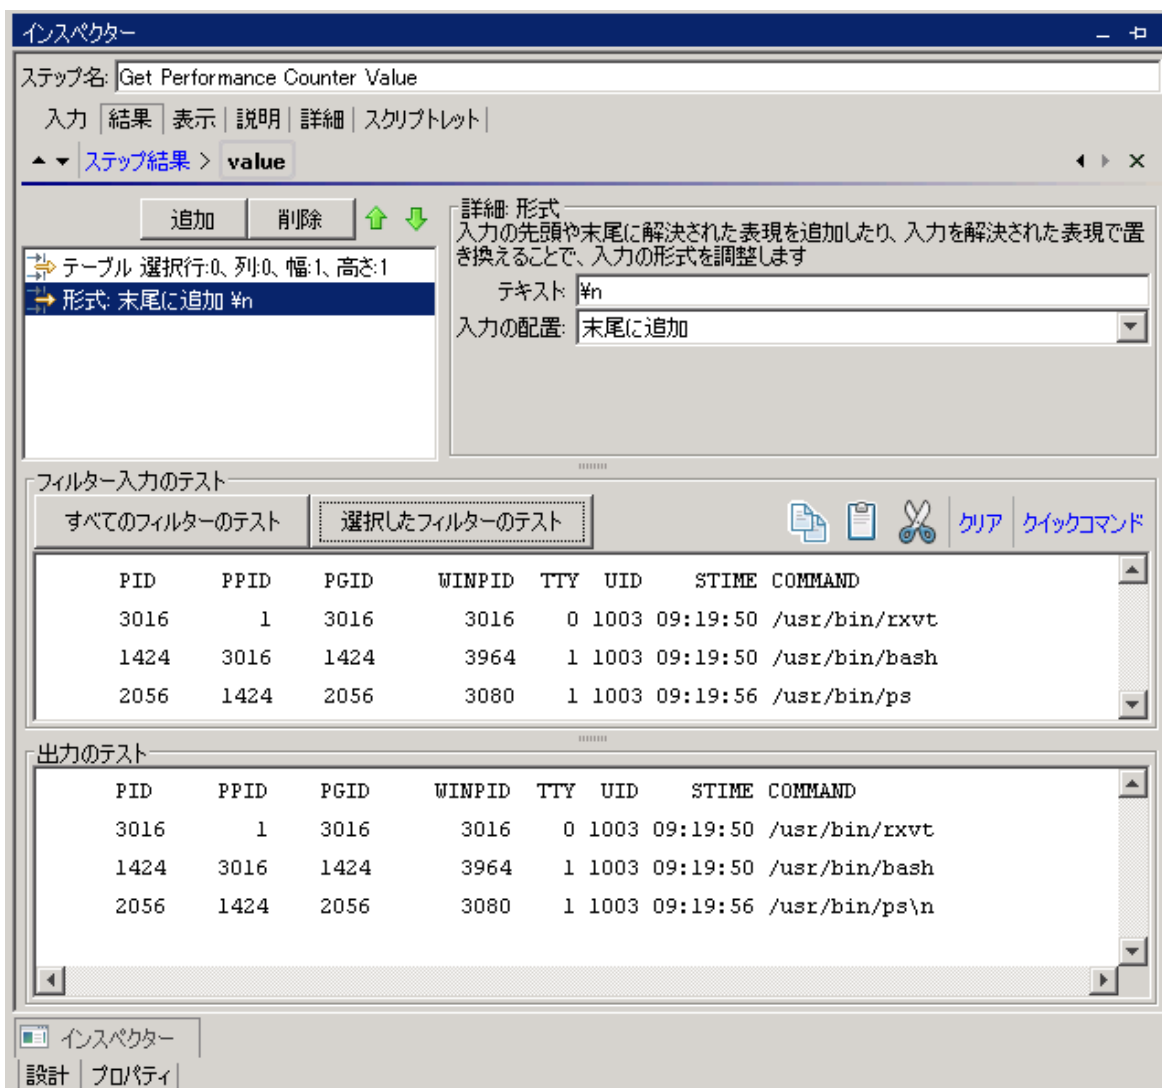 インスペクター
ステップ名: Get Performance Counter Value
入力 結果 表示 説明 詳細 スクリプトレット
ステップ結果 > value
追加 削除
テーブル 選択行:0、列:0、幅:1、高さ:1
形式: 末尾に追加 ¥n
詳細: 形式
入力の先頭や末尾に解決された表現を追加したり、入力を解決された表現で置
き換えることで、入力の形式を調整します
テキスト: ¥n
入力の配置: 末尾に追加
フィルター入力のテスト
すべてのフィルターのテスト 選択したフィルターのテスト クリア クイックコマンド
PID PPID PGID WINPID TTY UID STIME COMMAND
3016 1 3016 3016 0 1003 09:19:50 /usr/bin/rxvt
1424 3016 1424 3964 1 1003 09:19:50 /usr/bin/bash
2056 1424 2056 3080 1 1003 09:19:56 /usr/bin/ps
出力のテスト
PID PPID PGID WINPID TTY UID STIME COMMAND
3016 1 3016 3016 0 1003 09:19:50 /usr/bin/rxvt
1424 3016 1424 3964 1 1003 09:19:50 /usr/bin/bash
2056 1424 2056 3080 1 1003 09:19:56 /usr/bin/ps\n
インスペクター
設計 プロパティ